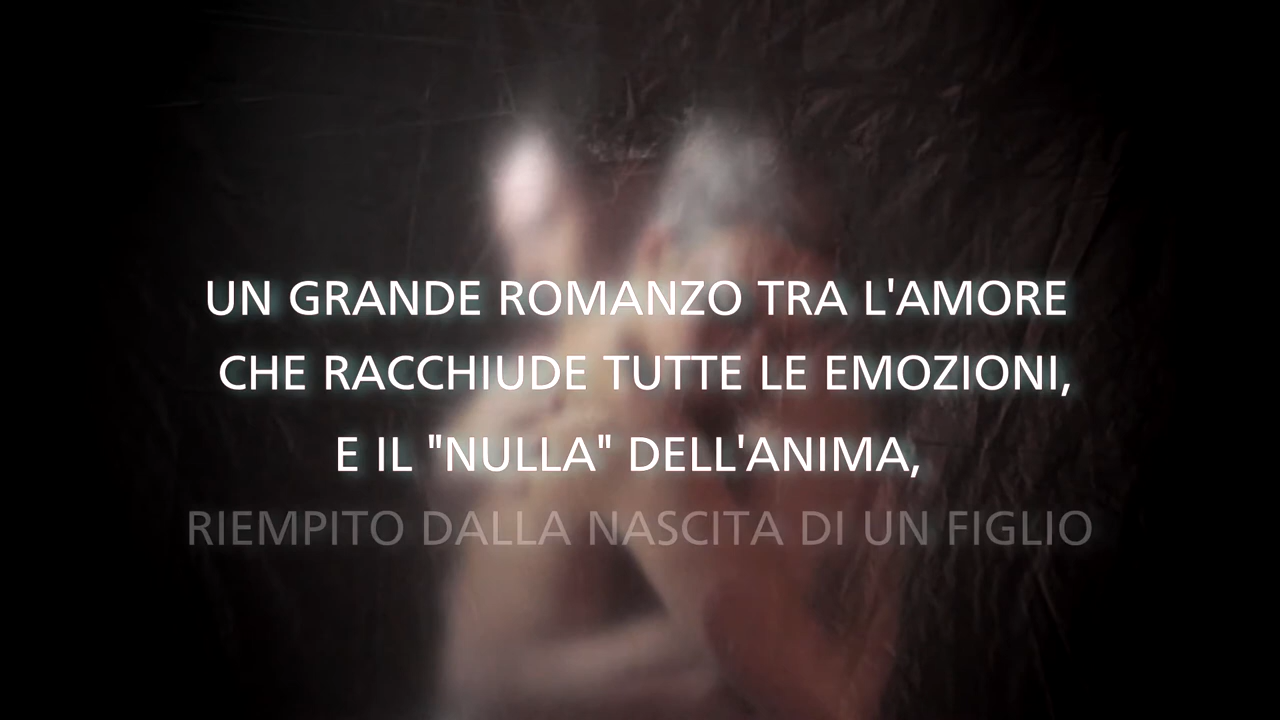 UN GRANDE ROMANZO TRA L'AMORE
CHE RACCHIUDE TUTTE LE EMOZIONI,
E IL "NULLA" DELL'ANIMA,
RIEMPITO DALLA NASCITA DI UN FIGLIO